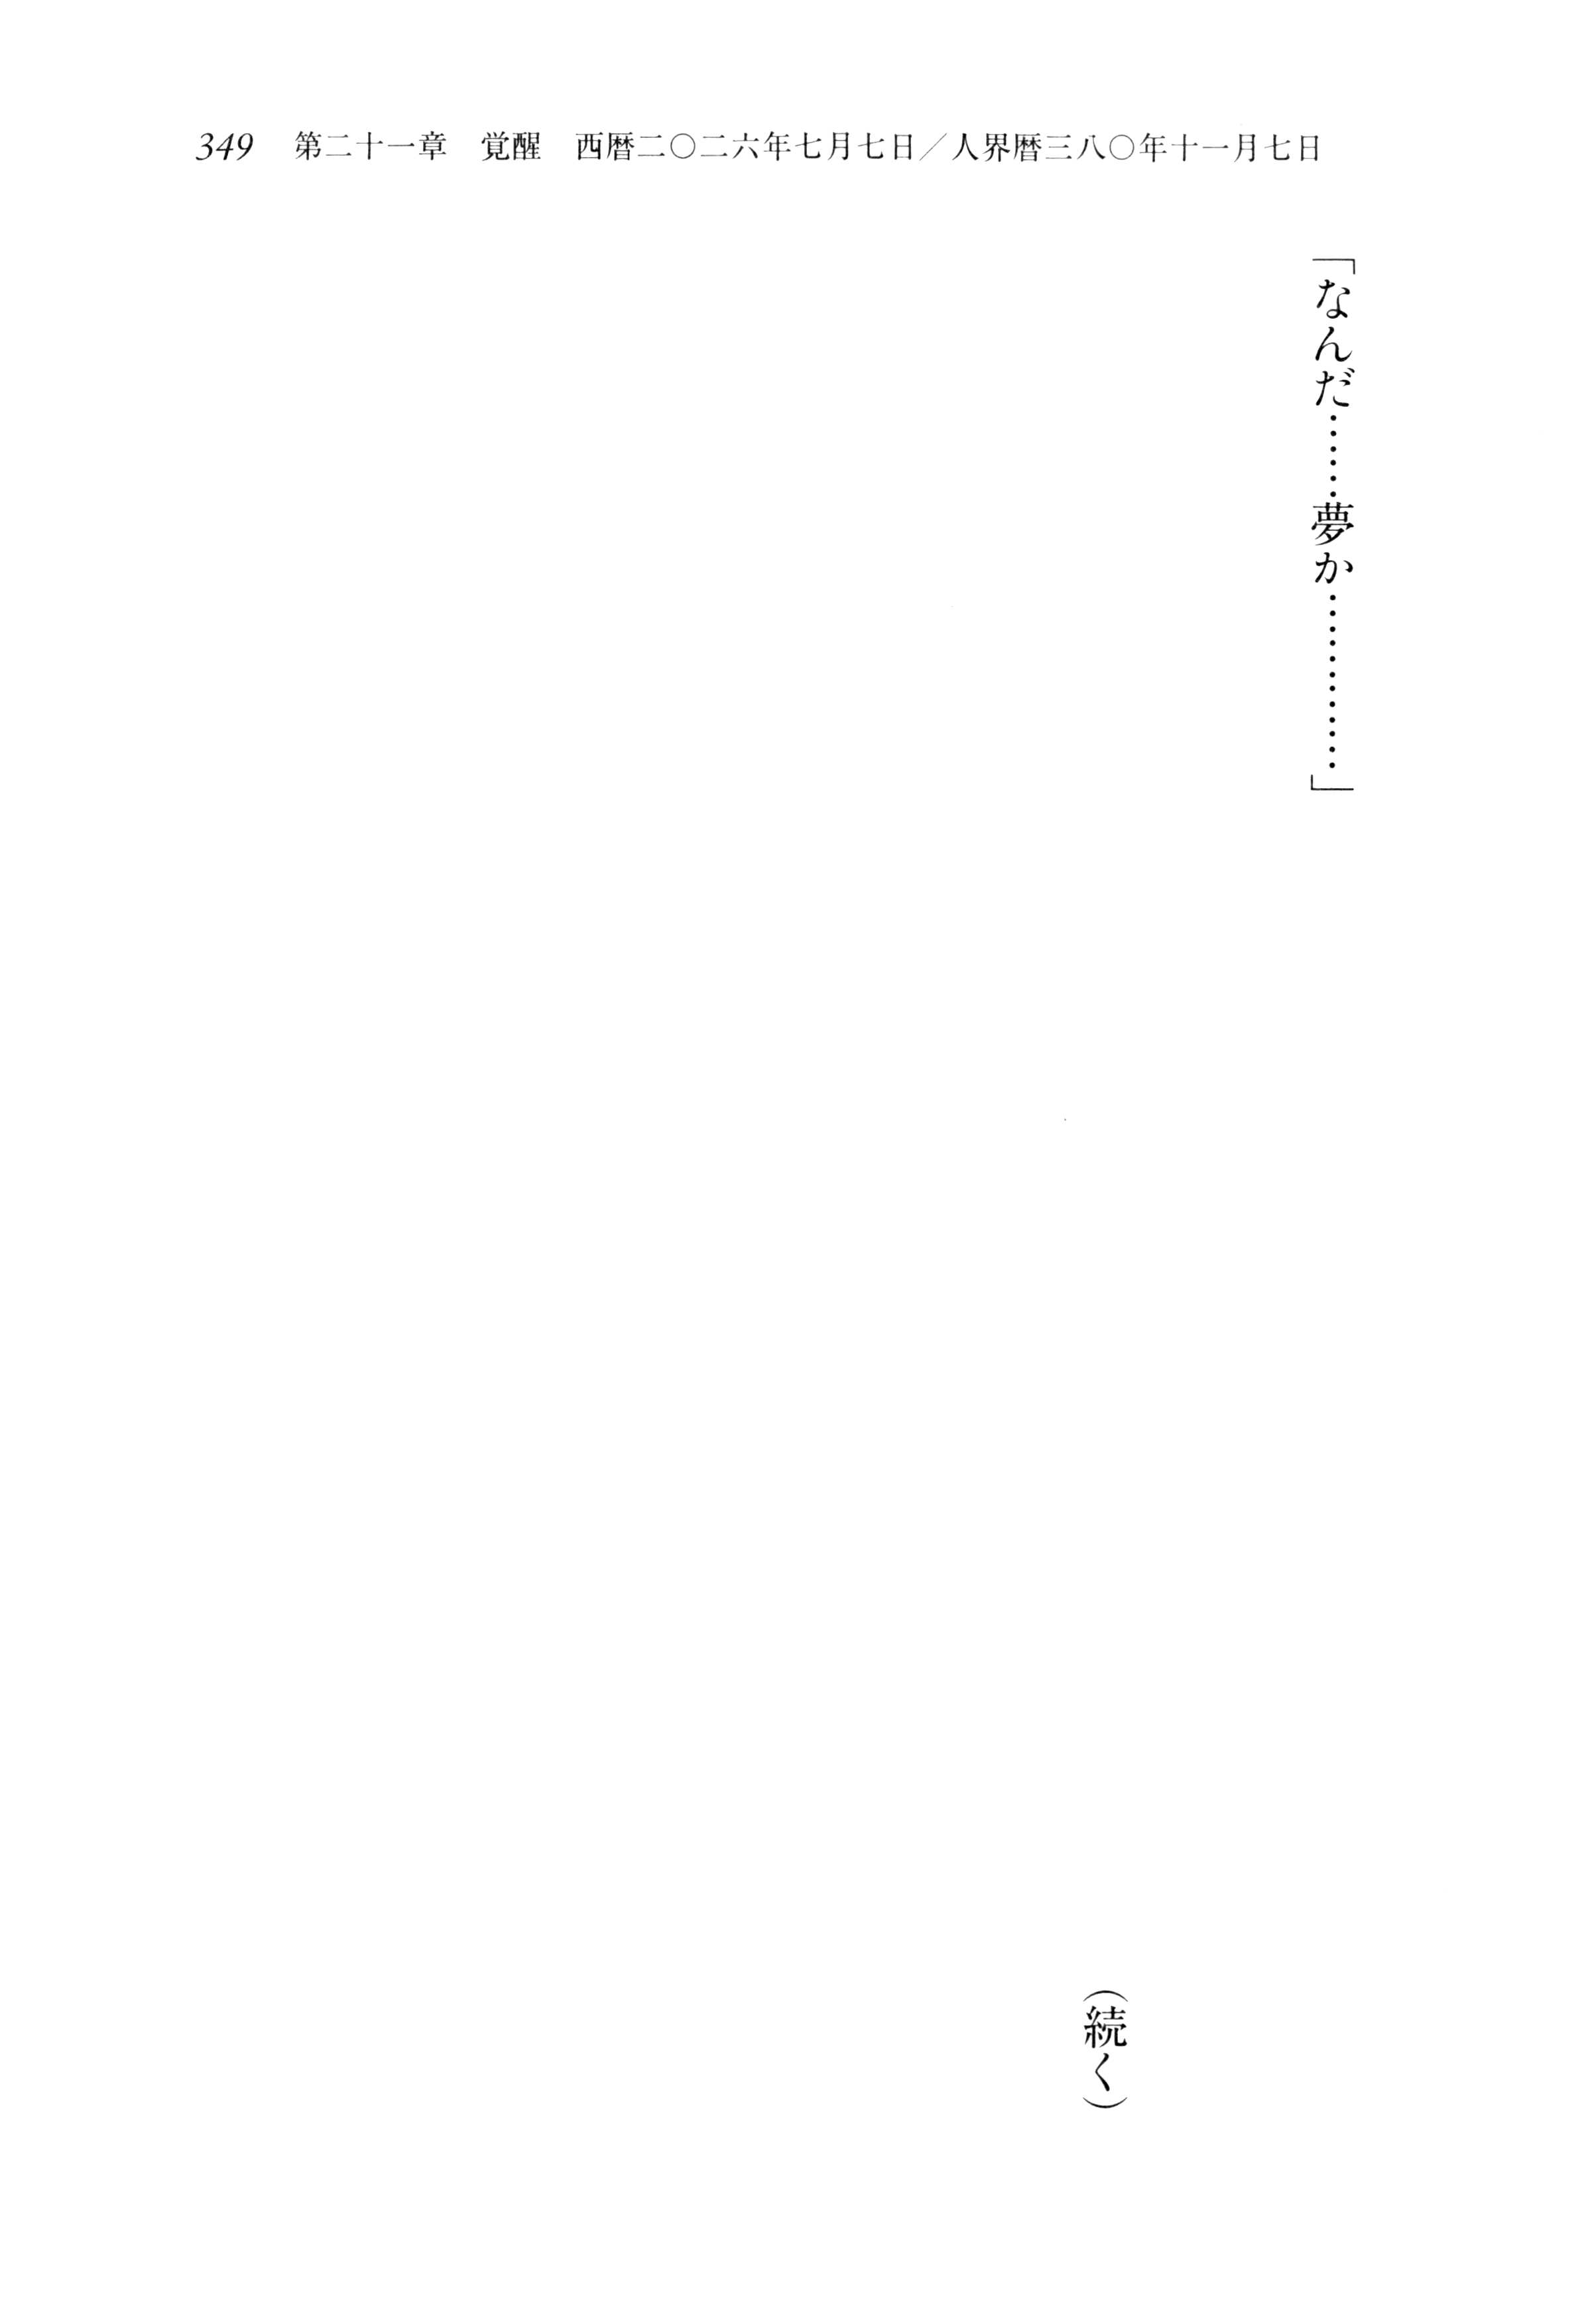 349 第二十一章 覚醒 西暦二〇二六年七月七日／人界暦三八〇年十一月七日
「なんだ……夢か…………」
（続く）